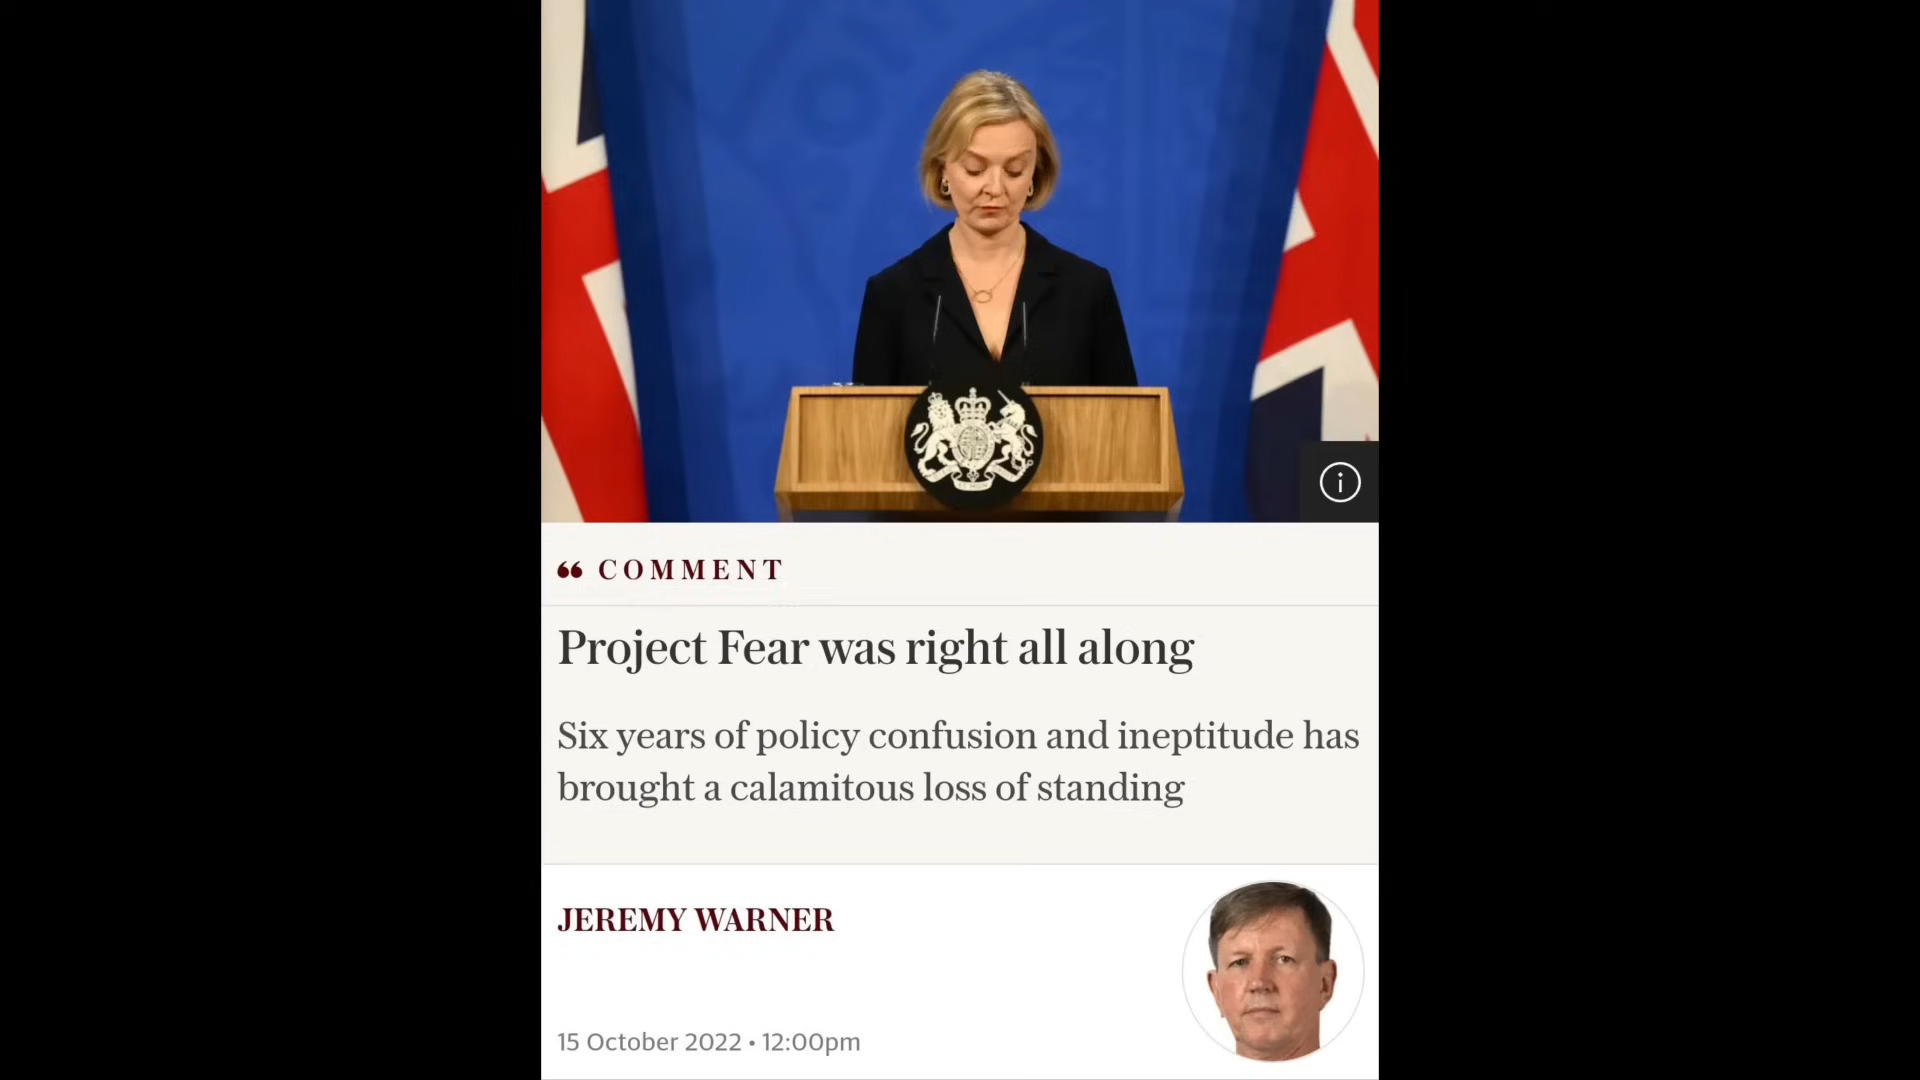 COMMENT
Project Fear was right all along
Six years of policy confusion and ineptitude has
brought a calamitous loss of standing
JEREMY WARNER
15 October 2022 • 12:00pm